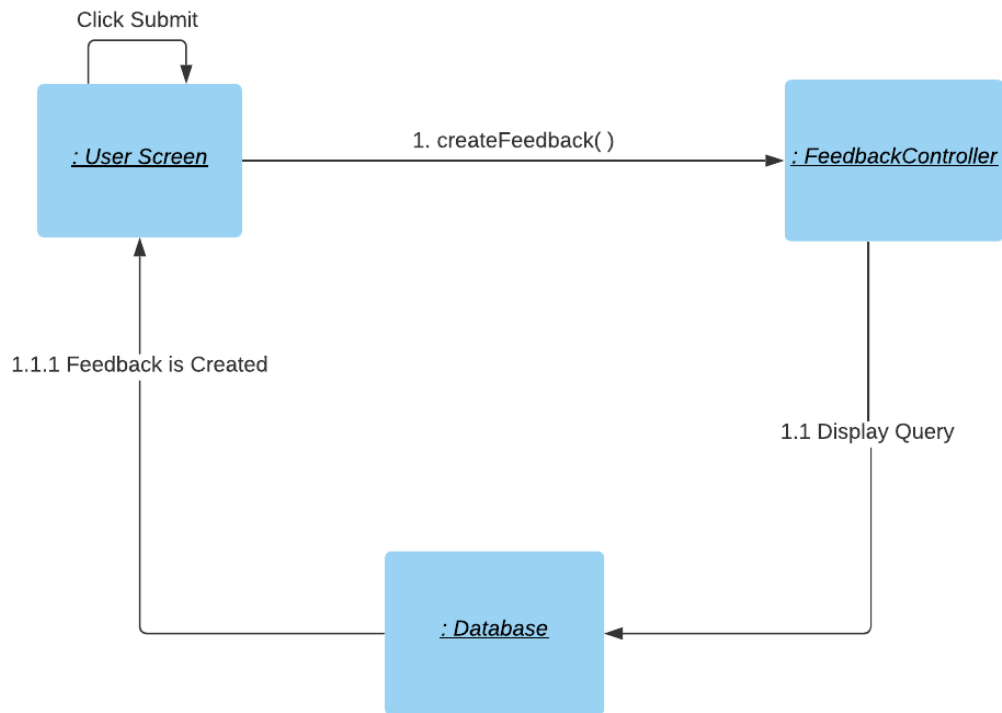 Click Submit
: User Screen
1. createFeedback( )
: FeedbackController
1.1.1 Feedback is Created
1.1 Display Query
: Database